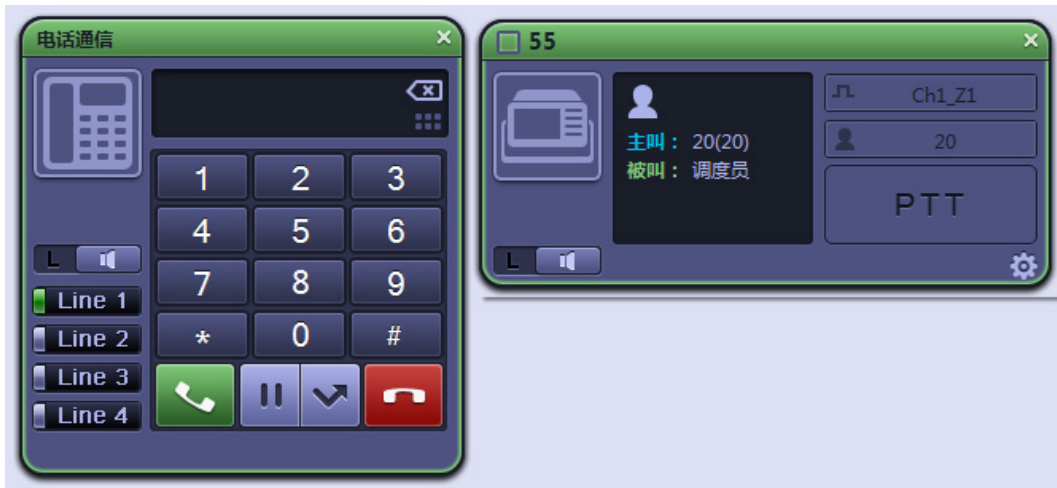 电话通信
1 2 3
4 5 6
L
7 8 9
Line 1
* 0 #
Line 2
Line 3
Line 4
55
Ch1_Z1
主叫： 20(20)
20
被叫： 调度员
PTT
L